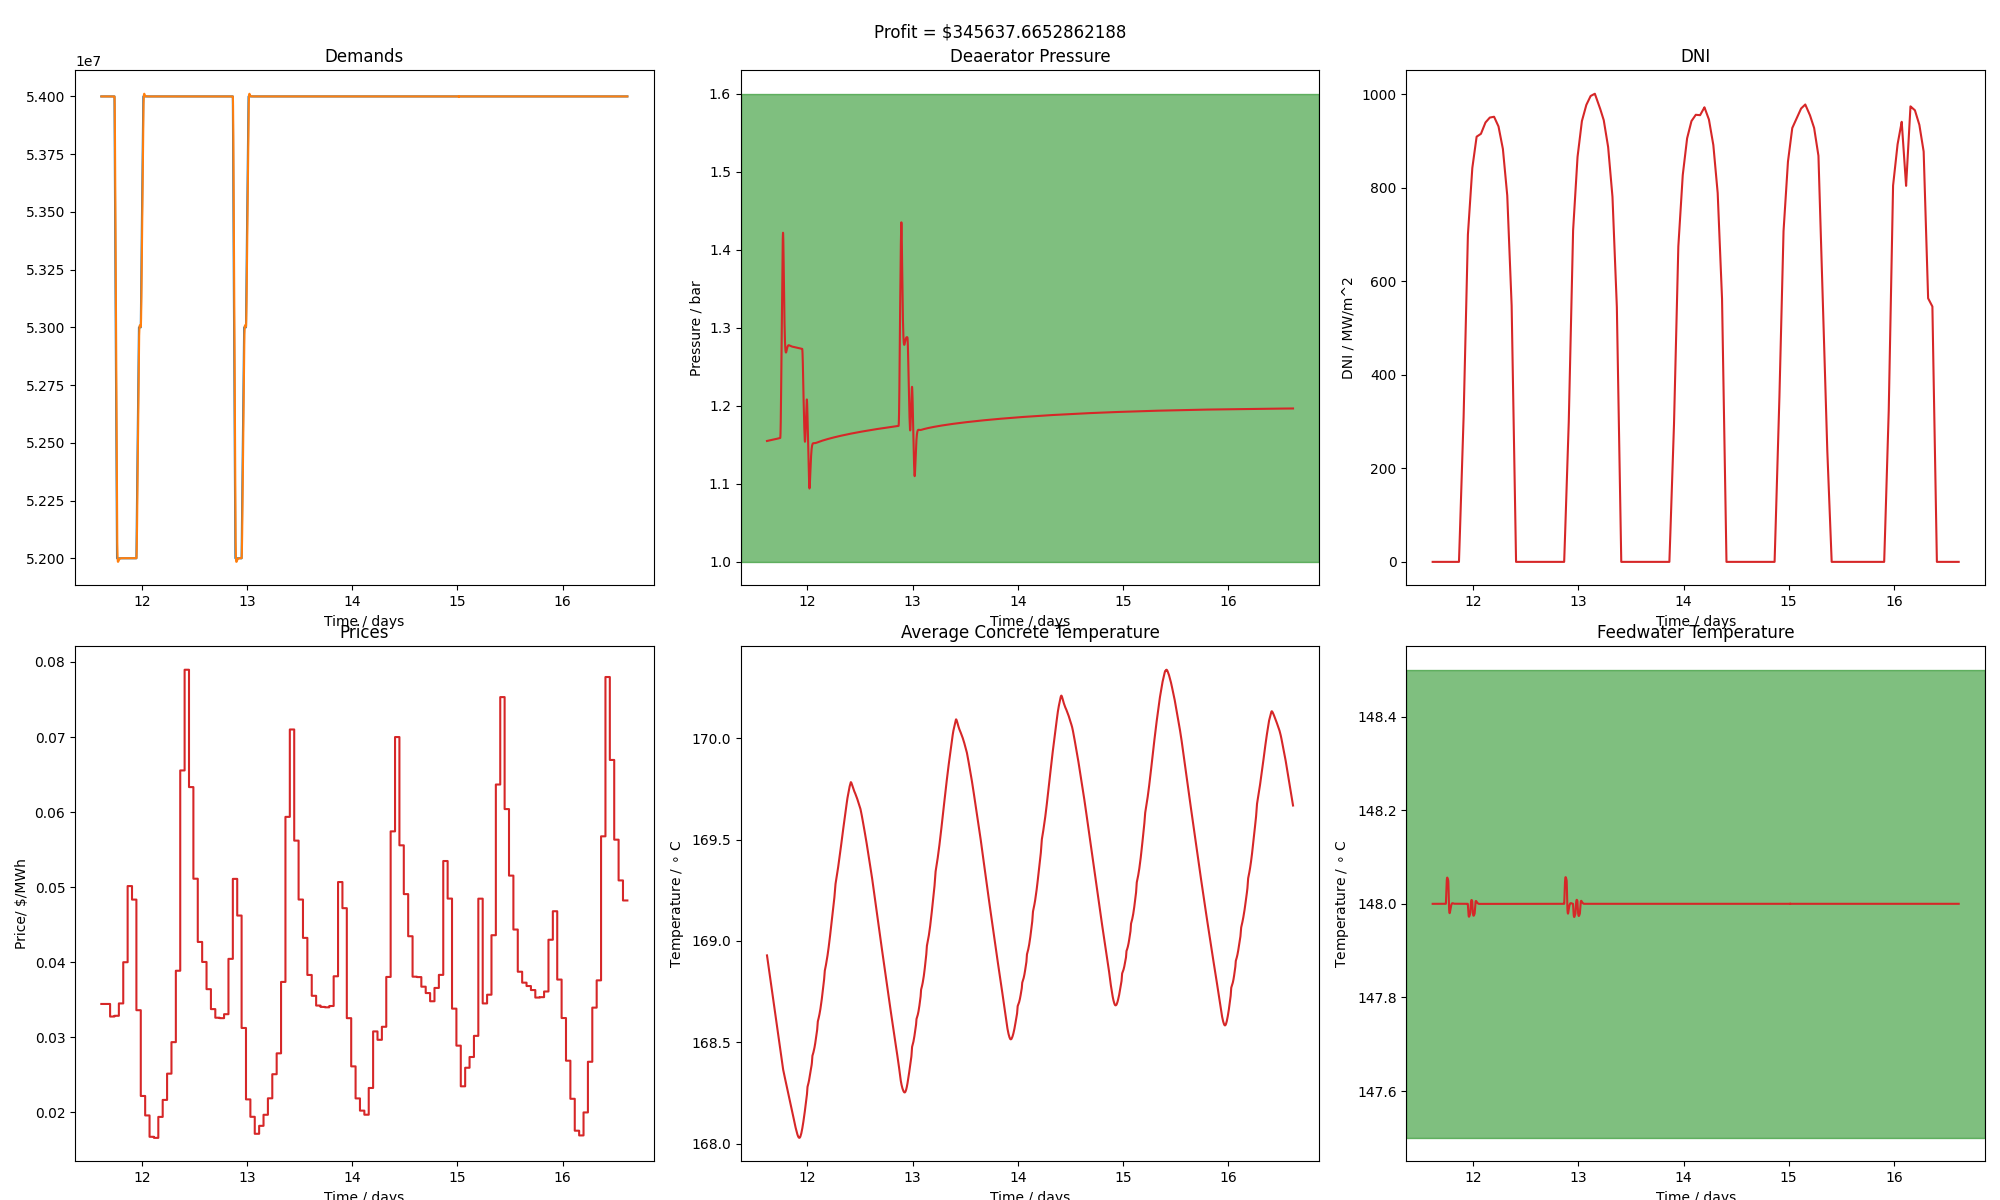 Profit = $345637.6652862188
Demands
1e7
5.400
5.375
5.350
5.325
5.300
5.275
5.250
5.225
5.200
12 13 14 15 16
Time / days
Deaerator Pressure
Pressure / bar
1.6
1.5
1.4
1.3
1.2
1.1
1.0
12 13 14 15 16
Time / days
DNI
DNI / MW/m^2
1000
800
600
400
200
0
12 13 14 15 16
Time / days
Prices
Price/ $/MWh
0.08
0.07
0.06
0.05
0.04
0.03
0.02
12 13 14 15 16
Time / days
Average Concrete Temperature
Temperature / ∘ C
170.0
169.5
169.0
168.5
168.0
12 13 14 15 16
Time / days
Feedwater Temperature
Temperature / ∘ C
148.4
148.2
148.0
147.8
147.6
12 13 14 15 16
Time / days